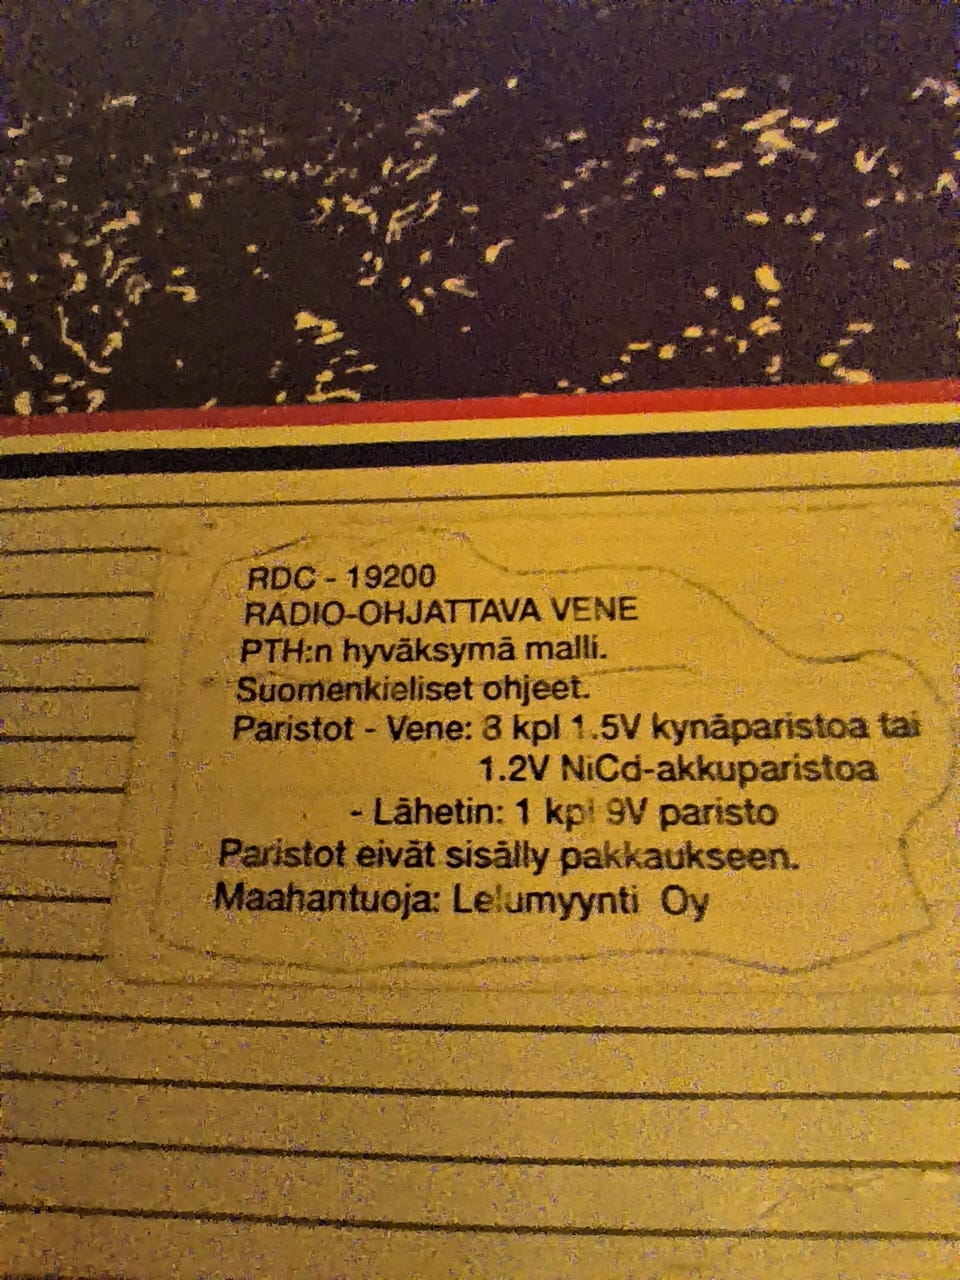 RDC - 19200
RADIO-OHJATTAVA VENE
PTH:n hyväksymä malli.
Suomenkieliset ohjeet.
Paristot - Vene: 8 kpl 1.5V kynäparistoa tai
1.2V NiCd-akkuparistoa
- Lähetin: 1 kpl 9V paristo
Paristot eivät sisälly pakkaukseen.
Maahantuoja: Lelumyynti Oy